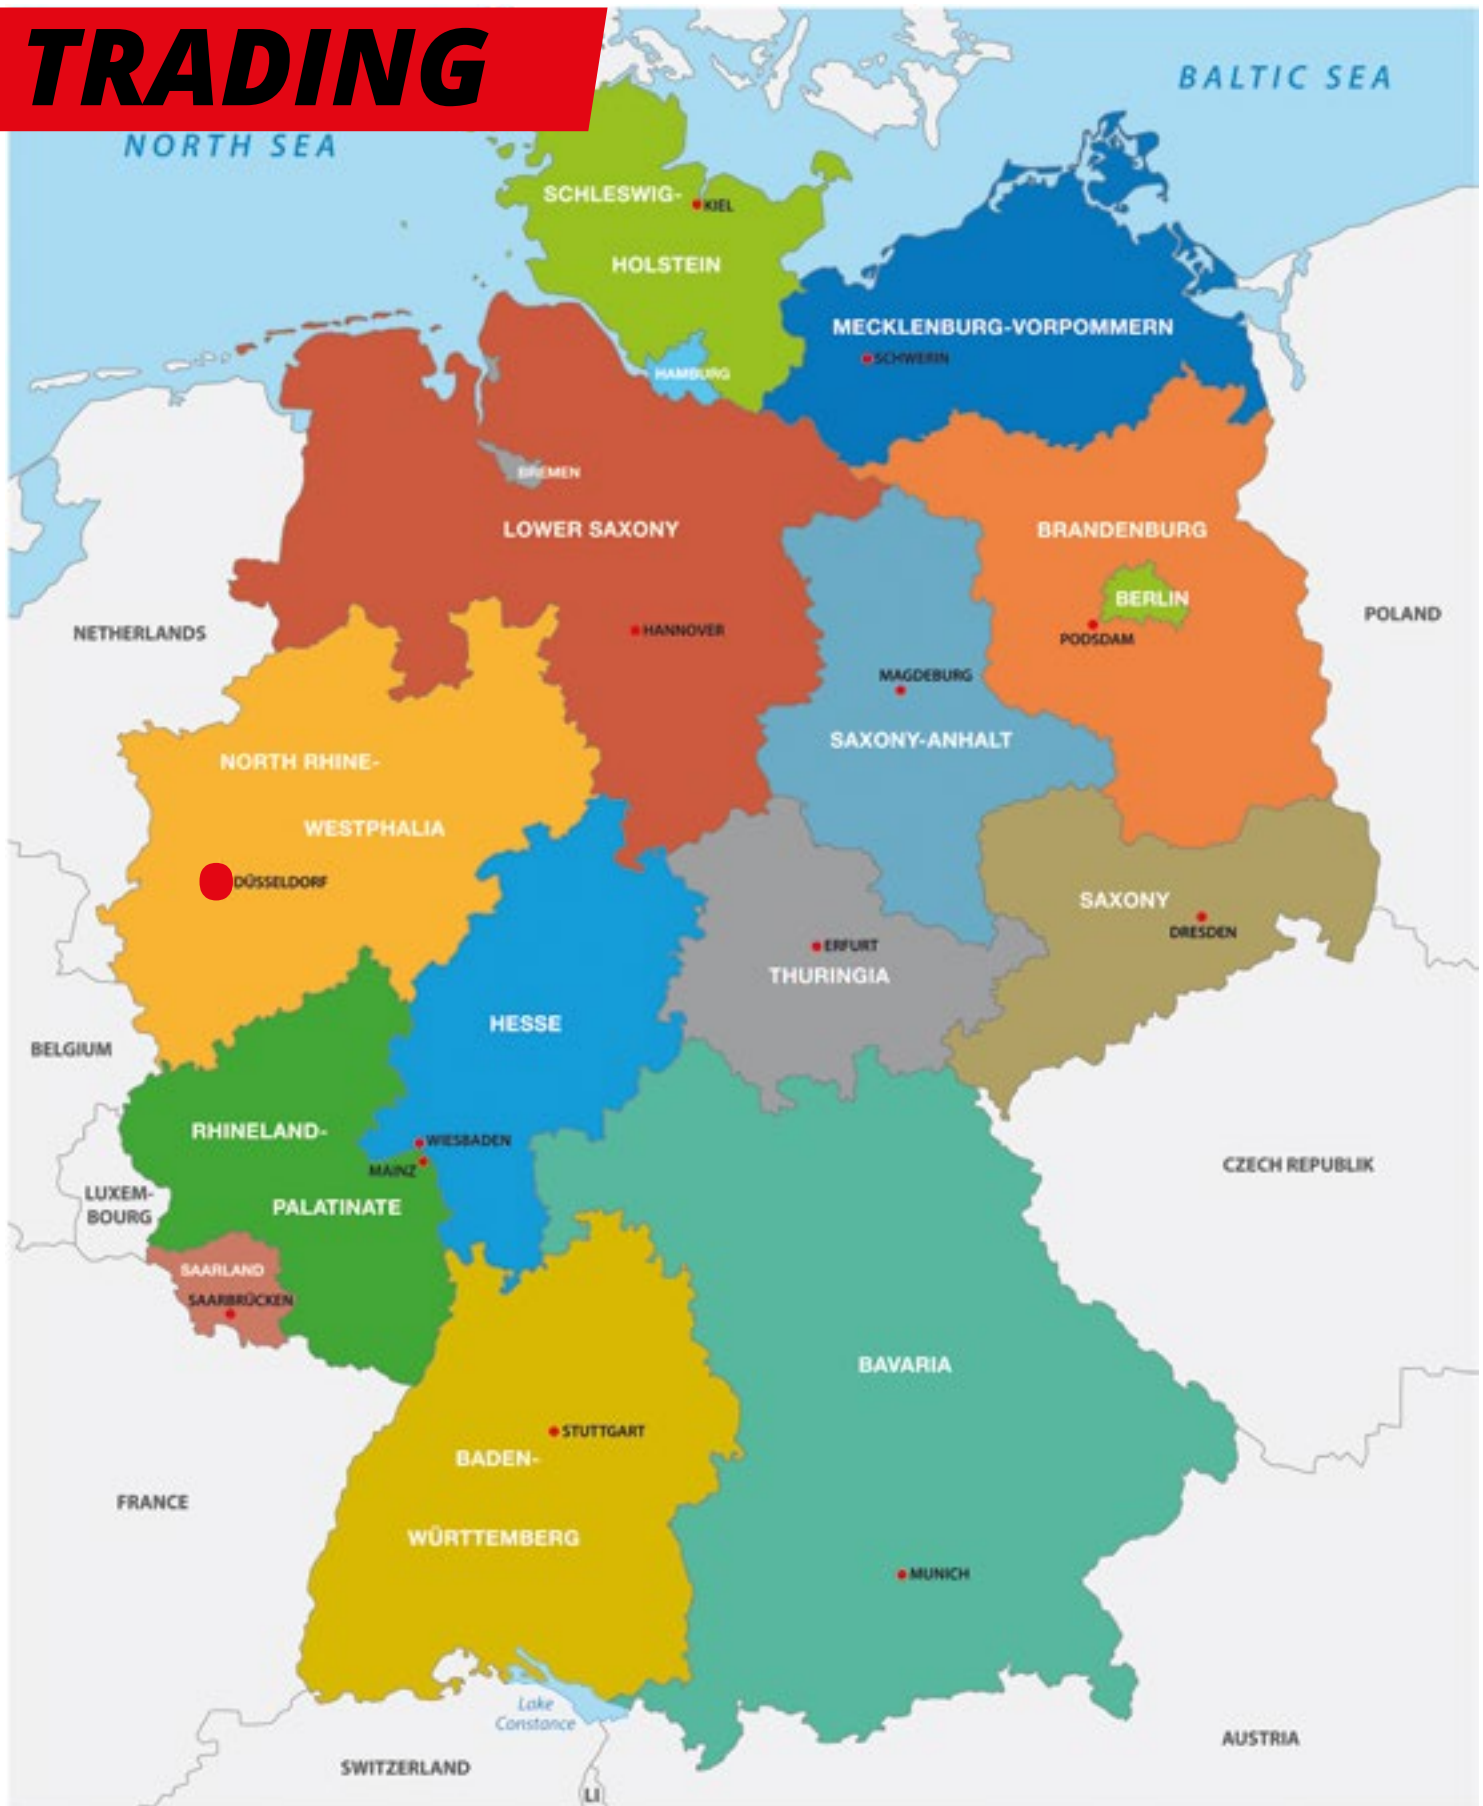 TRADING
BALTIC SEA
NORTH SEA
SCHLESWIG-
KIEL
HOLSTEIN
MECKLENBURG-VORPOMMERN
SCHWERIN
HAMBURG
BREMEN
LOWER SAXONY
BRANDENBURG
BERLIN
POLAND
NETHERLANDS
HANNOVER
PODSDAM
MAGDEBURG
SAXONY-ANHALT
NORTH RHINE-
WESTPHALIA
DÜSSELDORF
SAXONY
DRESDEN
ERFURT
THURINGIA
HESSE
BELGIUM
RHINELAND-
WIESBADEN
MAINZ
CZECH REPUBLIK
LUXEM-
BOURG
PALATINATE
SAARLAND
SAARBRÜCKEN
BAVARIA
STUTTGART
BADEN-
FRANCE
WÜRTTEMBERG
MUNICH
Lake
Constance
AUSTRIA
SWITZERLAND
LI